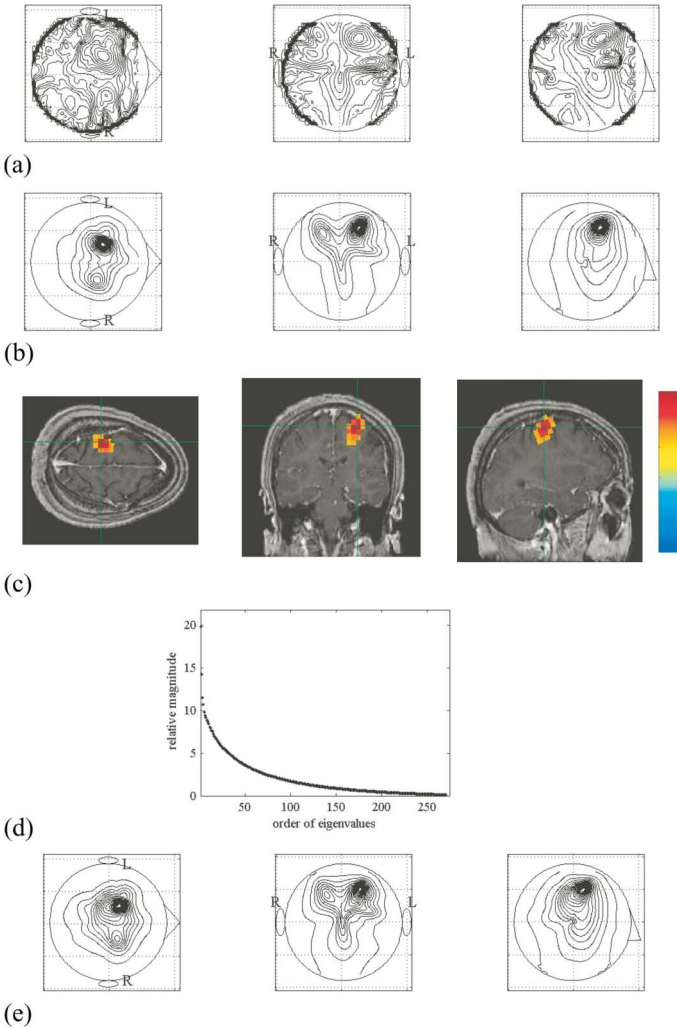 L
R
R
L
(a)
L
R
R
L
(b)
(c)
20
15
10
5
0
relative magnitude
50
100
150
200
250
order of eigenvalues
(d)
L
R
R
L
(e)